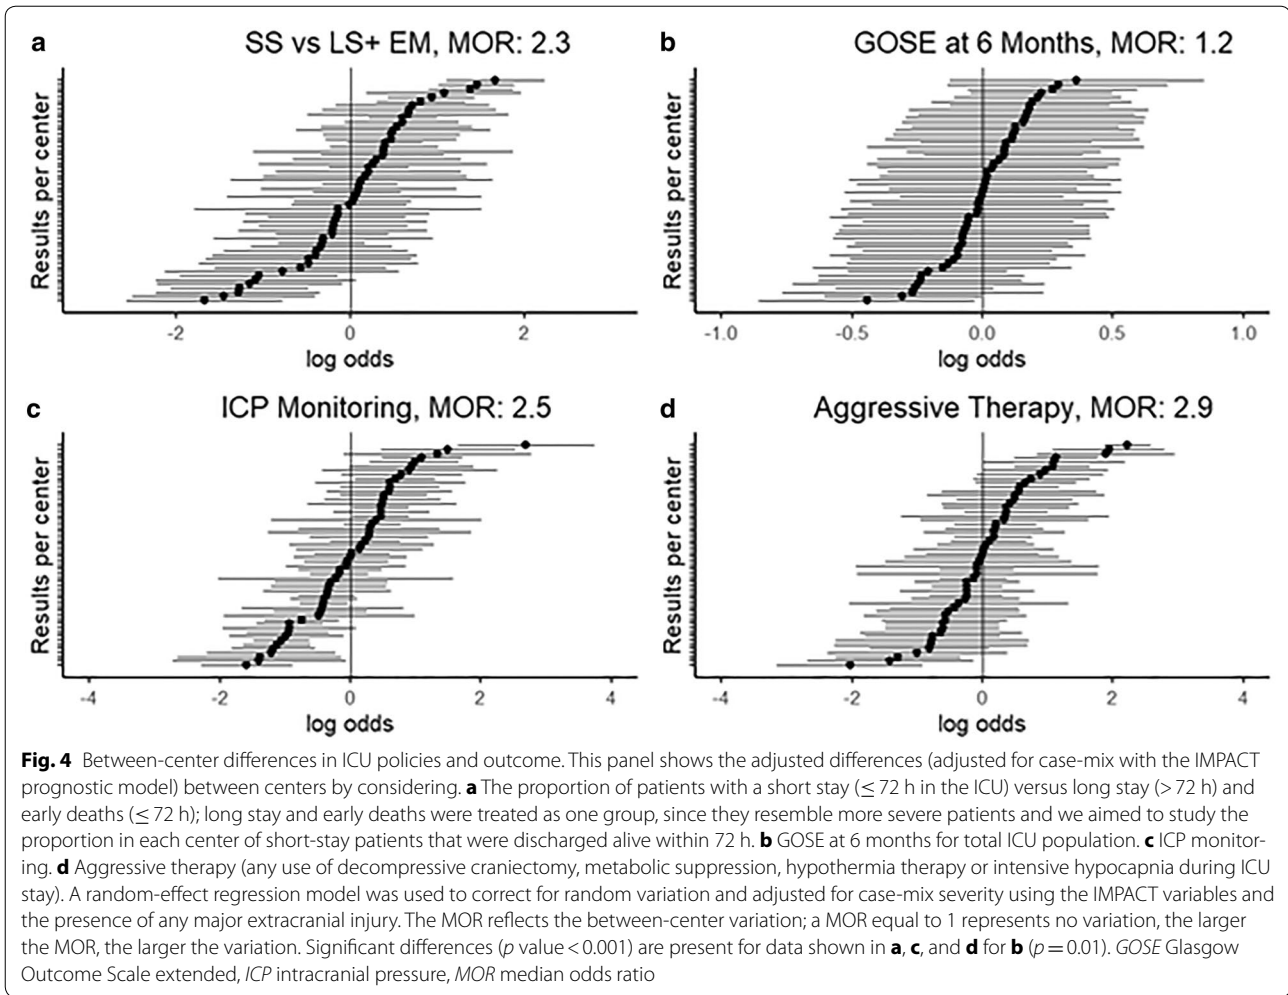 a
SS vs LS+ EM, MOR: 2.3
Results per center
-2 0 2
log odds
b
GOSE at 6 Months, MOR: 1.2
Results per center
-1.0 -0.5 0.0 0.5 1.0
log odds
c
ICP Monitoring, MOR: 2.5
Results per center
-4 -2 0 2 4
log odds
d
Aggressive Therapy, MOR: 2.9
Results per center
-4 -2 0 2 4
log odds
Fig. 4 Between-center differences in ICU policies and outcome. This panel shows the adjusted differences (adjusted for case-mix with the IMPACT
prognostic model) between centers by considering. a The proportion of patients with a short stay (≤ 72 h in the ICU) versus long stay (> 72 h) and
early deaths (≤ 72 h); long stay and early deaths were treated as one group, since they resemble more severe patients and we aimed to study the
proportion in each center of short-stay patients that were discharged alive within 72 h. b GOSE at 6 months for total ICU population. c ICP monitor-
ing. d Aggressive therapy (any use of decompressive craniectomy, metabolic suppression, hypothermia therapy or intensive hypocapnia during ICU
stay). A random-effect regression model was used to correct for random variation and adjusted for case-mix severity using the IMPACT variables and
the presence of any major extracranial injury. The MOR reflects the between-center variation; a MOR equal to 1 represents no variation, the larger
the MOR, the larger the variation. Significant differences (p value < 0.001) are present for data shown in a, c, and d for b (p = 0.01). GOSE Glasgow
Outcome Scale extended, ICP intracranial pressure, MOR median odds ratio